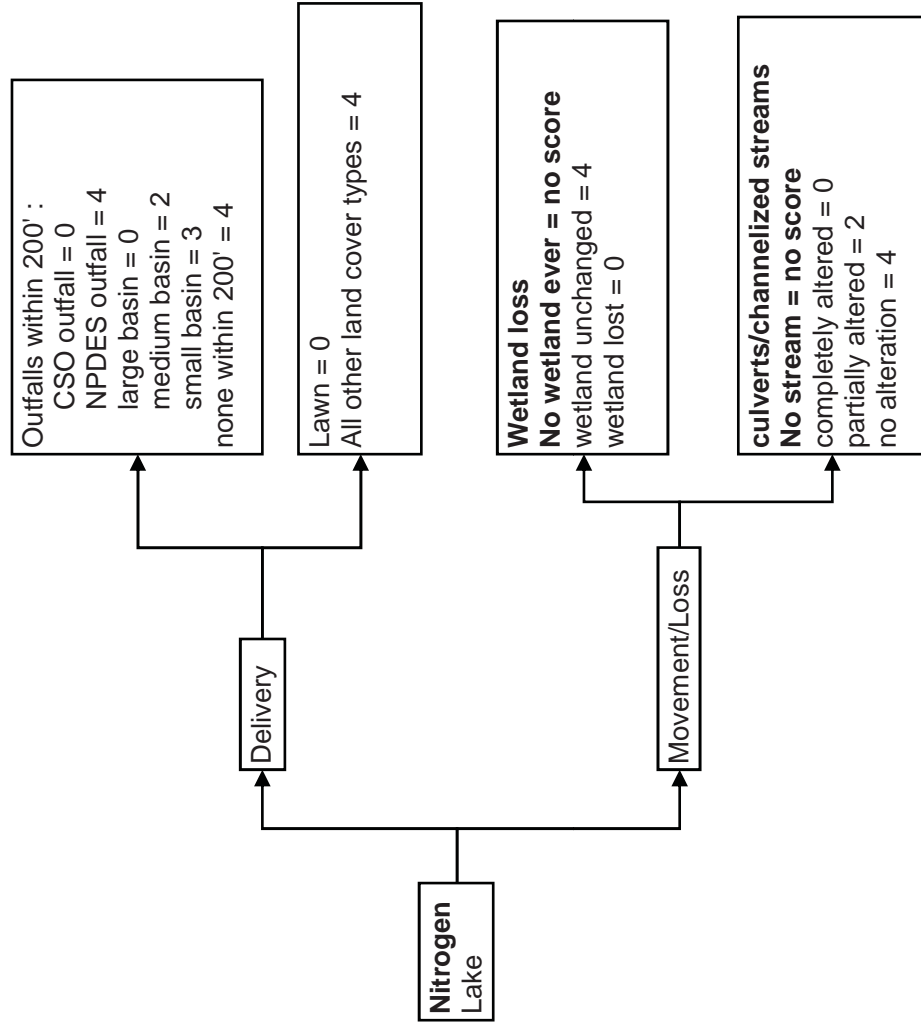 Nitrogen
Lake
Delivery
Outfalls within 200' :
CSO outfall = 0
NPDES outfall = 4
large basin = 0
medium basin = 2
small basin = 3
none within 200' = 4
Lawn = 0
All other land cover types = 4
Movement/Loss
Wetland loss
No wetland ever = no score
wetland unchanged = 4
wetland lost = 0
culverts/channelized streams
No stream = no score
completely altered = 0
partially altered = 2
no alteration = 4